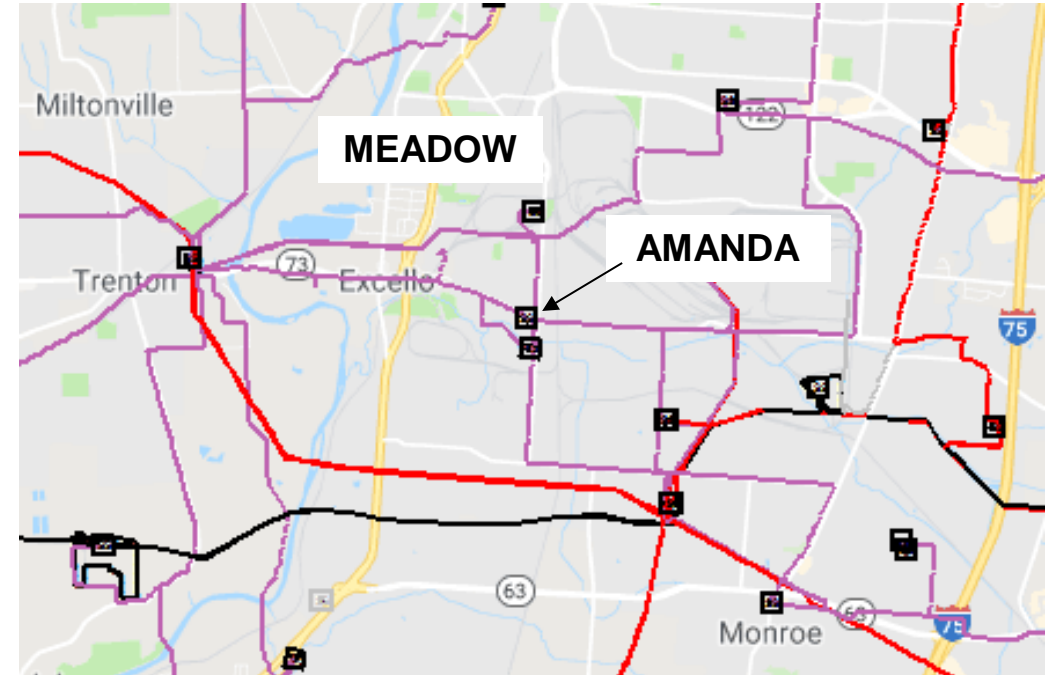 Miltonville
122
MEADOW
AMANDA
Trenton
73
Excello
75
63
63
Monroe
75